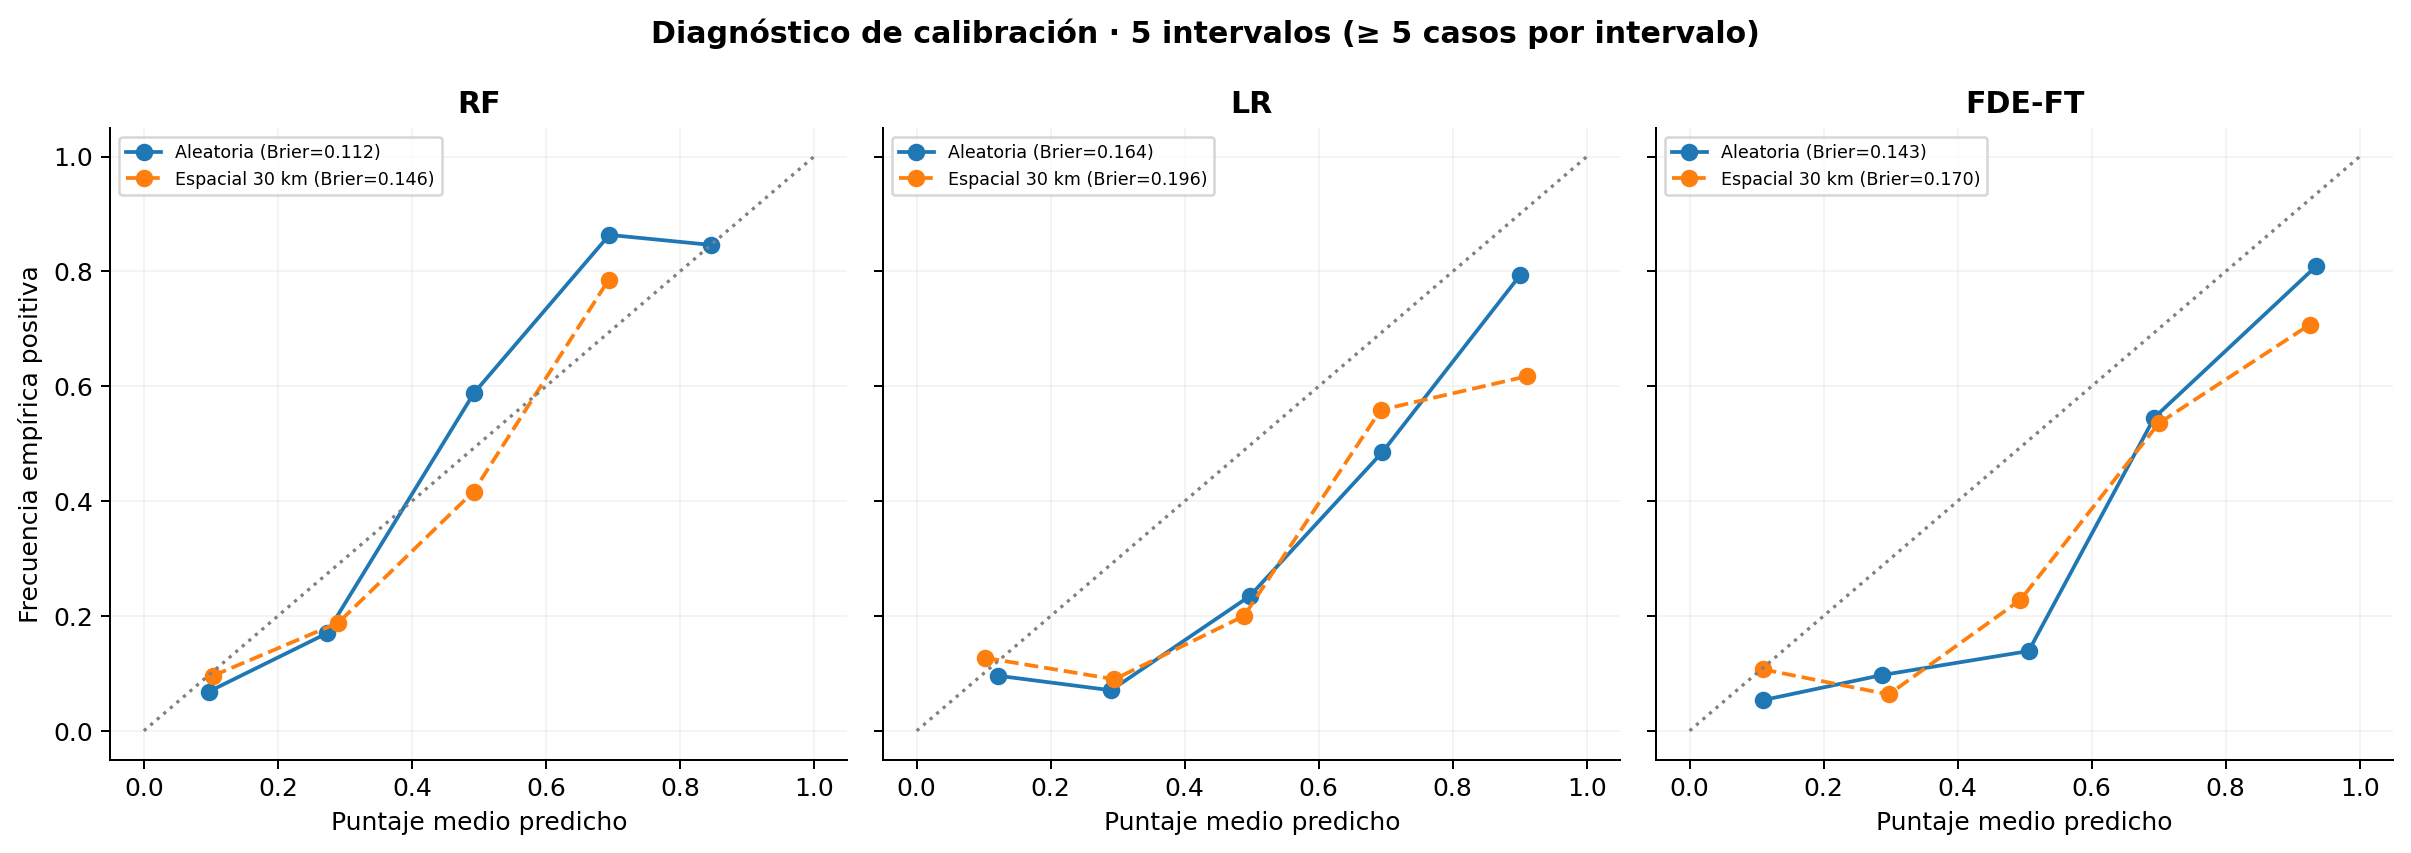 Diagnóstico de calibración · 5 intervalos (≥ 5 casos por intervalo)
RF
Aleatoria (Brier=0.112)
Espacial 30 km (Brier=0.146)
Frecuencia empírica positiva
1.0
0.8
0.6
0.4
0.2
0.0
0.0 0.2 0.4 0.6 0.8 1.0
Puntaje medio predicho
LR
Aleatoria (Brier=0.164)
Espacial 30 km (Brier=0.196)
0.0 0.2 0.4 0.6 0.8 1.0
Puntaje medio predicho
FDE-FT
Aleatoria (Brier=0.143)
Espacial 30 km (Brier=0.170)
0.0 0.2 0.4 0.6 0.8 1.0
Puntaje medio predicho